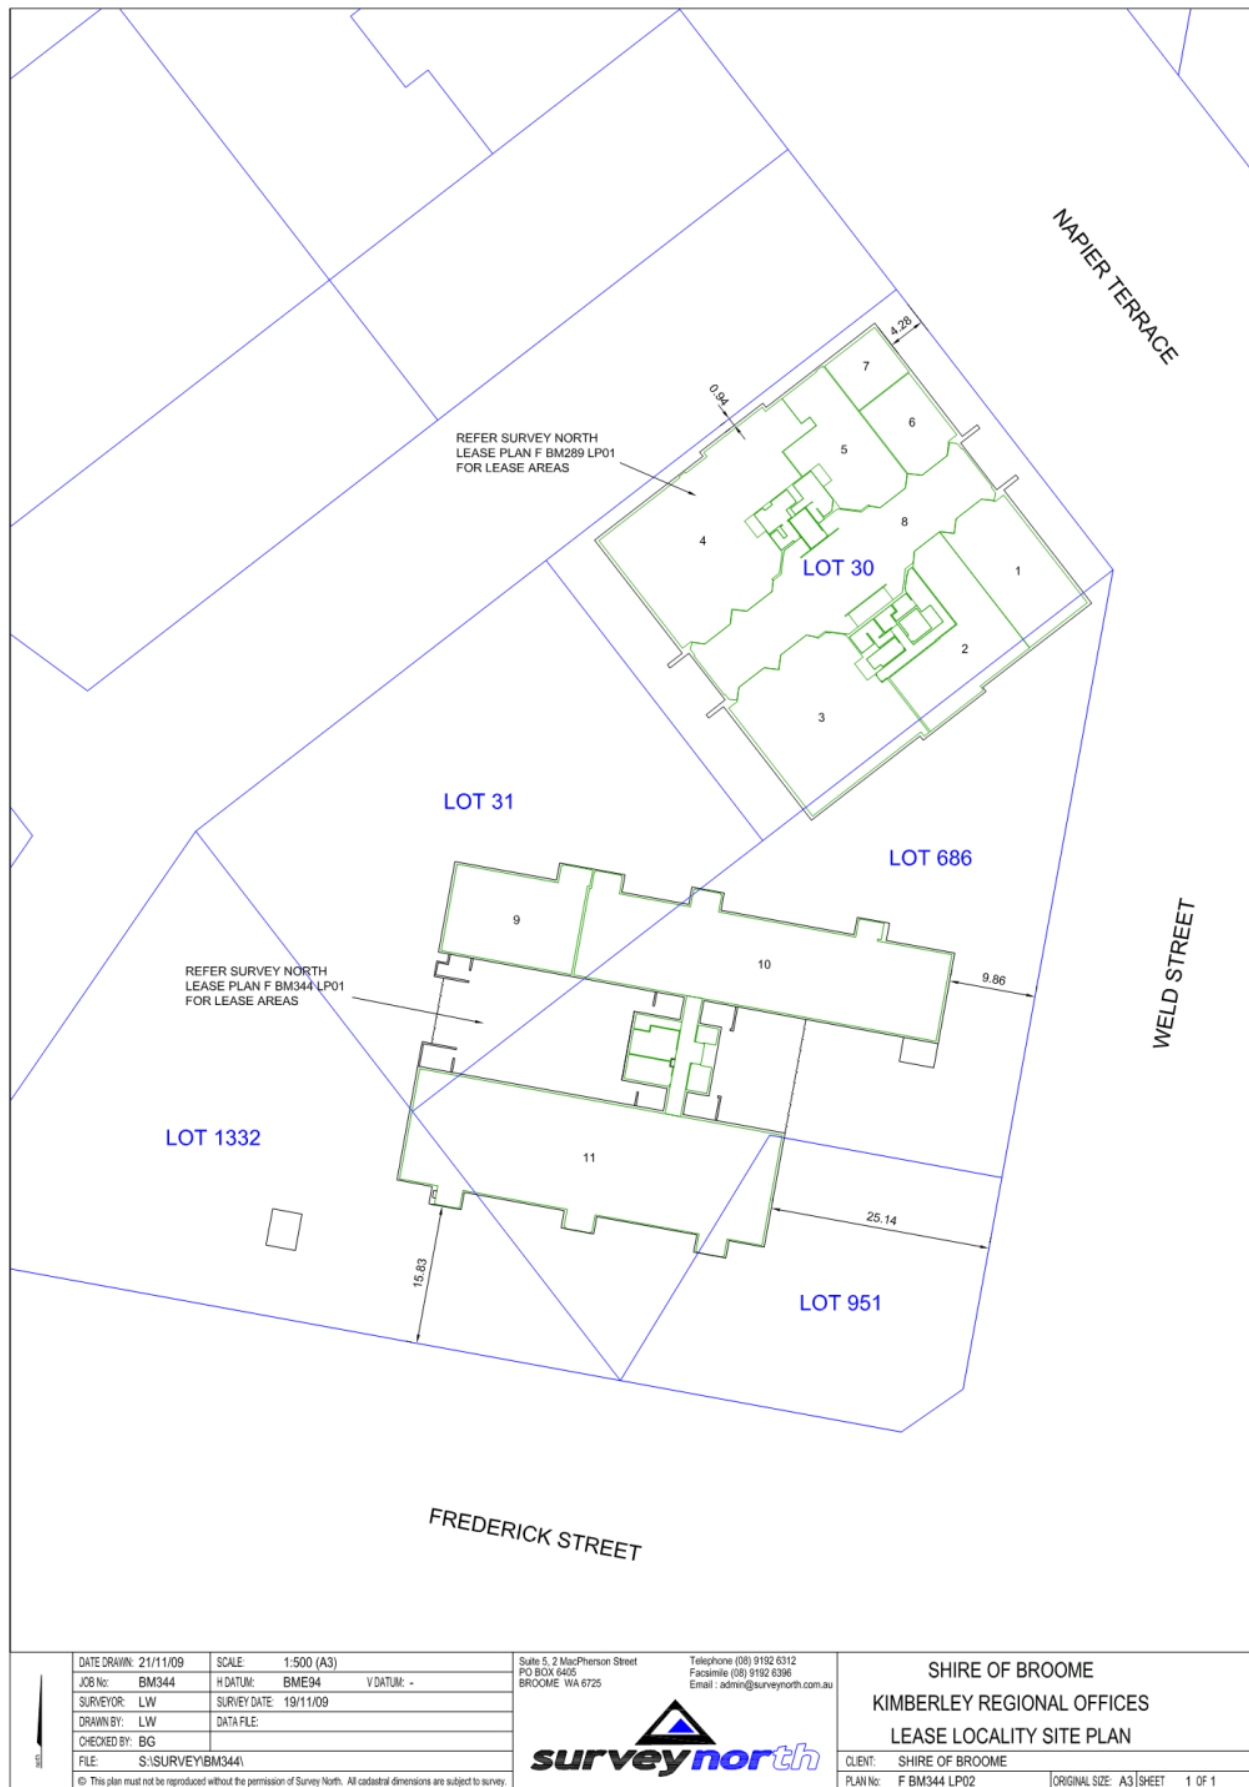 NAPIER TERRACE
4.28
7
0.94
6
REFER SURVEY NORTH
LEASE PLAN F BM289 LP01
FOR LEASE AREAS
5
8
4
LOT 30
1
2
3
LOT 31
LOT 686
WELD STREET
9
10
REFER SURVEY NORTH
LEASE PLAN F BM344 LP01
FOR LEASE AREAS
9.86
LOT 1332
11
25.14
15.83
LOT 951
FREDERICK STREET
north
DATE DRAWN: 21/11/09
SCALE: 1:500 (A3)
JOB No: BM344
H DATUM: BME94 V DATUM: -
SURVEYOR: LW
SURVEY DATE: 19/11/09
DRAWN BY: LW
DATA FILE:
CHECKED BY: BG
FILE: S:\SURVEY\BM344\
© This plan must not be reproduced without the permission of Survey North. All cadastral dimensions are subject to survey.
Suite 5, 2 MacPherson Street
PO BOX 6405
BROOME WA 6725
Telephone (08) 9192 6312
Facsimile (08) 9192 6396
Email : admin@surveynorth.com.au
surveynorth
SHIRE OF BROOME
KIMBERLEY REGIONAL OFFICES
LEASE LOCALITY SITE PLAN
CLIENT: SHIRE OF BROOME
PLAN No: F BM344 LP02
ORIGINAL SIZE: A3 SHEET 1 OF 1